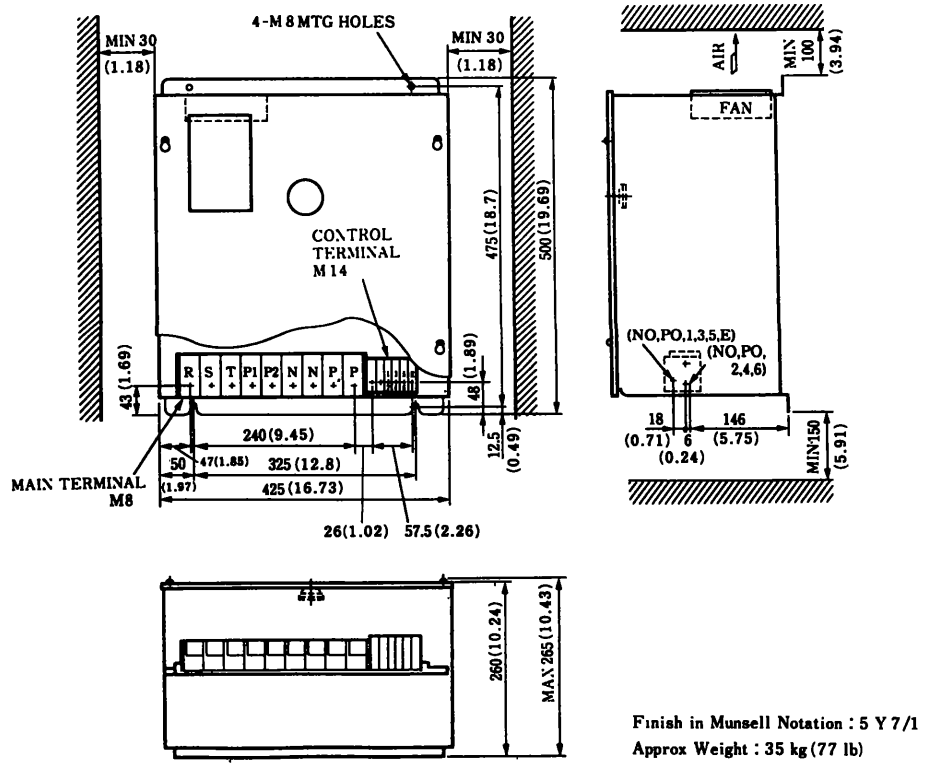 4-M8 MTG HOLES
MIN 30
(1.18)
MIN 30
(1.18)
AIR
MIN
100
(3.94)
FAN
CONTROL
TERMINAL
M14
475(18.7)
500(19.69)
43 (1.69)
R S T P1 P2 N N P P
48 (1.89)
12.5
(0.49)
(NO,PO,1,3,5,E)
(NO,PO,
2,4,6)
18
(0.71)
6
(0.24)
146
(5.75)
MIN150
(5.91)
240(9.45)
50
(1.97)
47(1.85)
325(12.8)
MAIN TERMINAL
M8
425(16.73)
26(1.02)
57.5(2.26)
260(10.24)
MAX 265(10.43)
Finish in Munsell Notation : 5 Y 7/1
Approx Weight : 35 kg (77 lb)